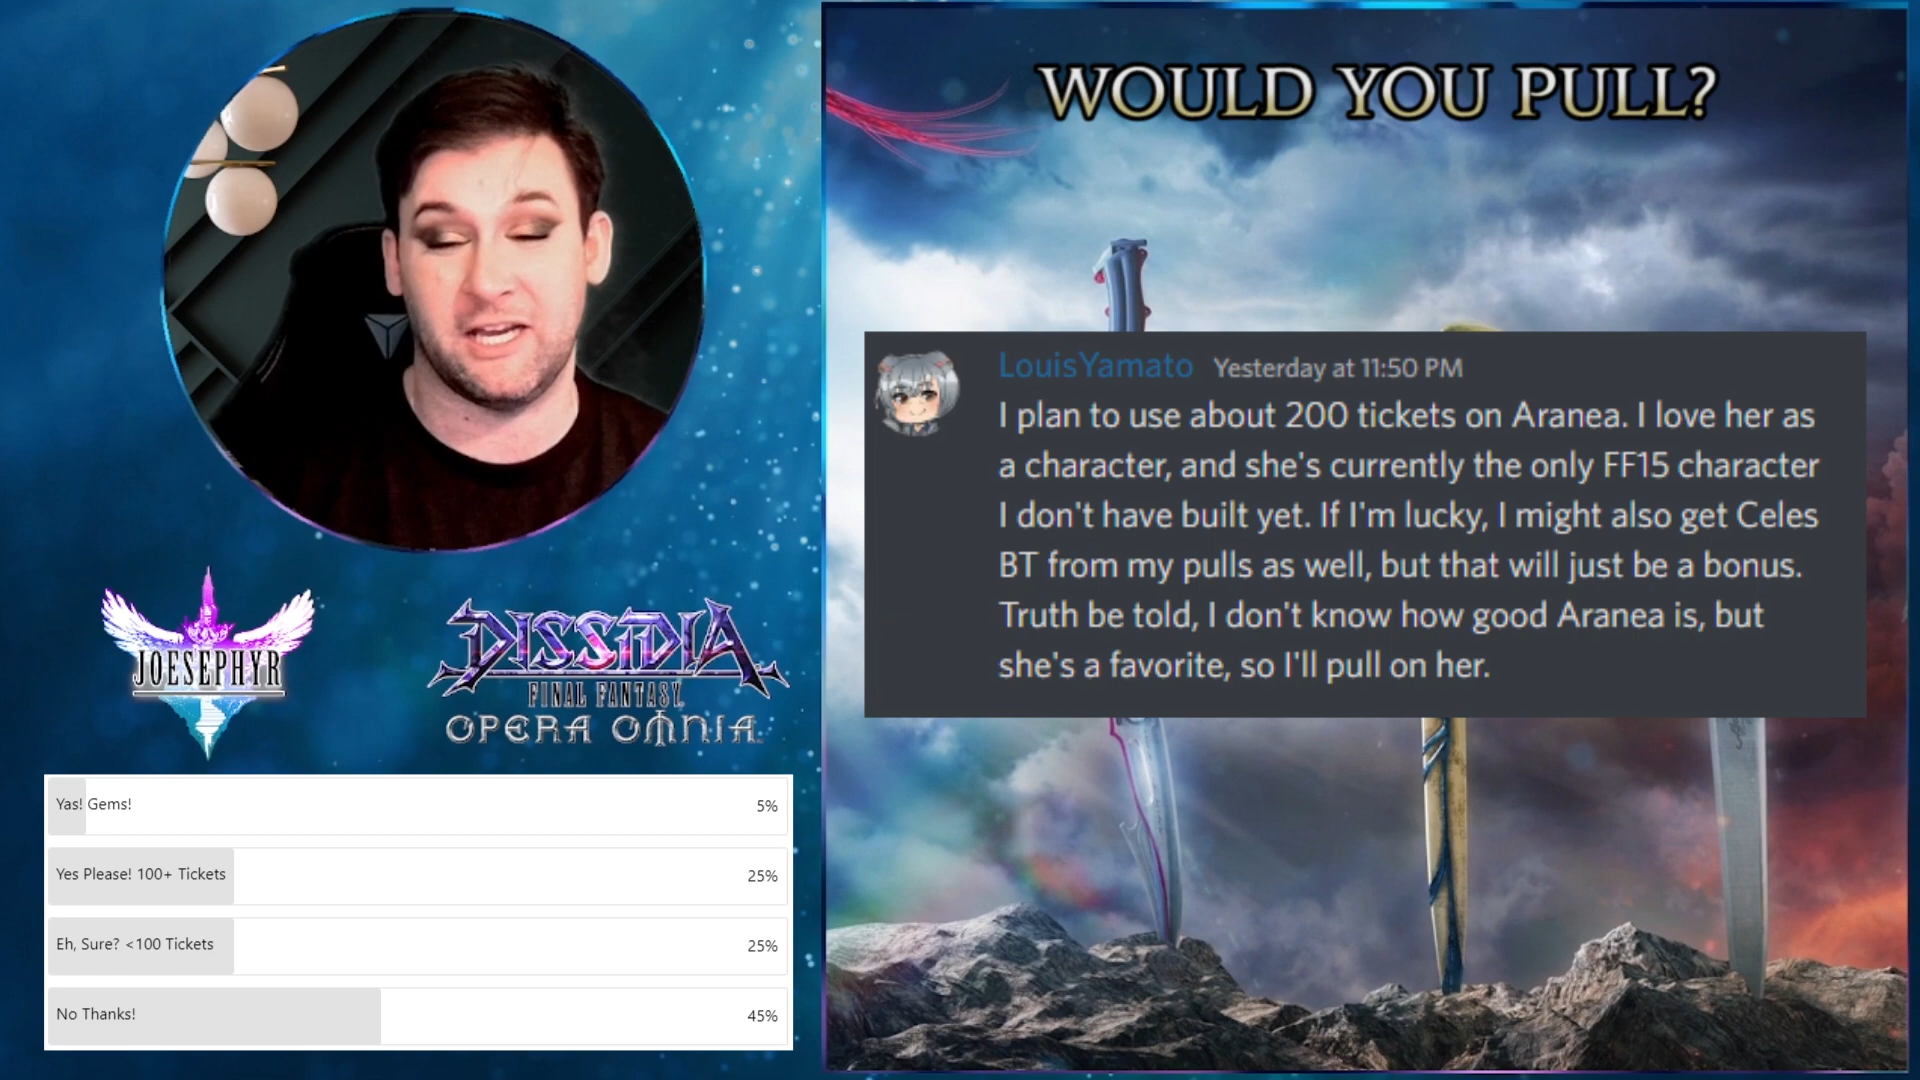 WOULD YOU PULL?
LouisYamato Yesterday at 11:50 PM
I plan to use about 200 tickets on Aranea. I love her as
a character, and she's currently the only FF15 character
I don't have built yet. If I'm lucky, I might also get Celes
BT from my pulls as well, but that will just be a bonus.
Truth be told, I don't know how good Aranea is, but
she's a favorite, so I'll pull on her.
JOESEPHYR
DISSIDIA
FINAL FANTASY
OPERA OMNIA
Yas! Gems! 5%
Yes Please! 100+ Tickets 25%
Eh, Sure? <100 Tickets 25%
No Thanks! 45%